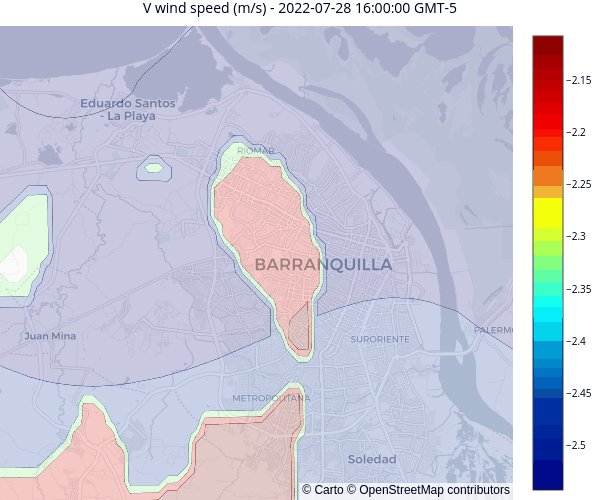 V wind speed (m/s) - 2022-07-28 16:00:00 GMT-5
Eduardo Santos
- La Playa
RIOMAR
BARRANQUILLA
Juan Mina
SURORIENTE
PALERMO
METROPOLITANA
Soledad
−2.15
−2.2
−2.25
−2.3
−2.35
−2.4
−2.45
−2.5
© Carto © OpenStreetMap contributors